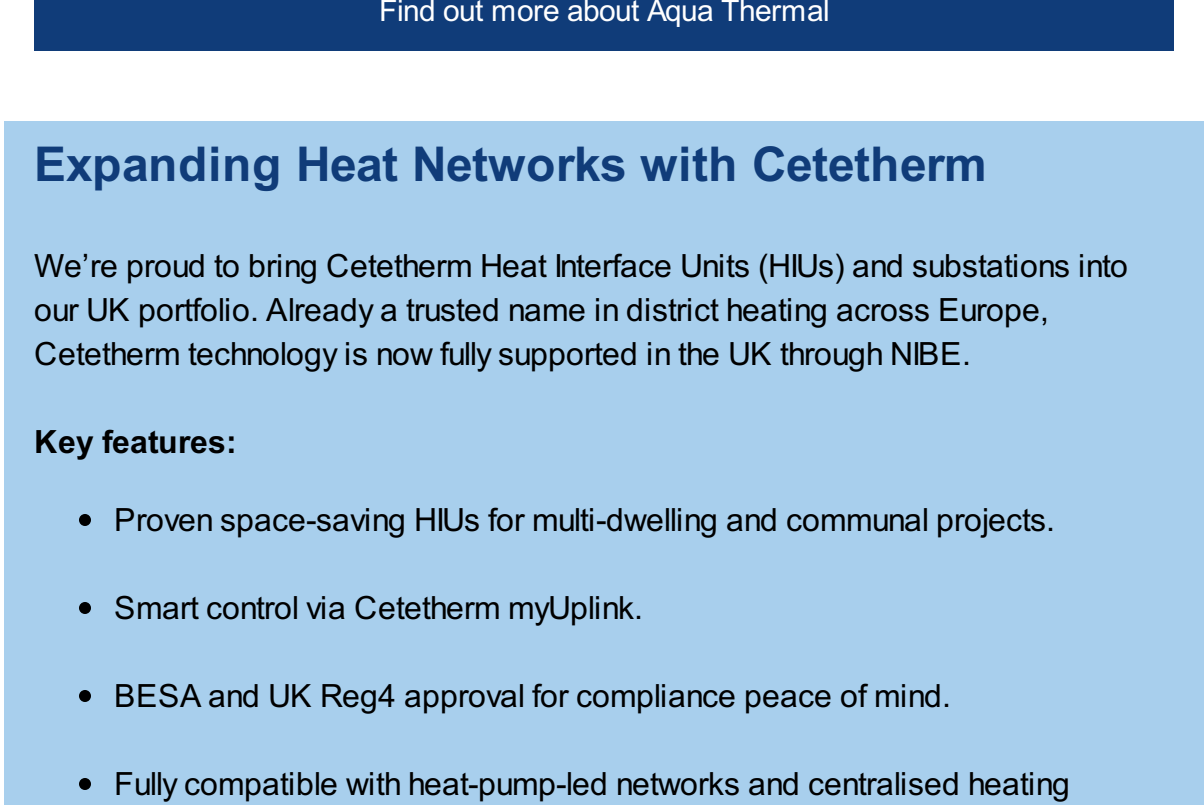 Find out more about Aqua Thermal
Expanding Heat Networks with Cetetherm
We’re proud to bring Cetetherm Heat Interface Units (HIUs) and substations into
our UK portfolio. Already a trusted name in district heating across Europe,
Cetetherm technology is now fully supported in the UK through NIBE.
Key features:
• Proven space-saving HIUs for multi-dwelling and communal projects.
• Smart control via Cetetherm myUplink.
• BESA and UK Reg4 approval for compliance peace of mind.
• Fully compatible with heat-pump-led networks and centralised heating